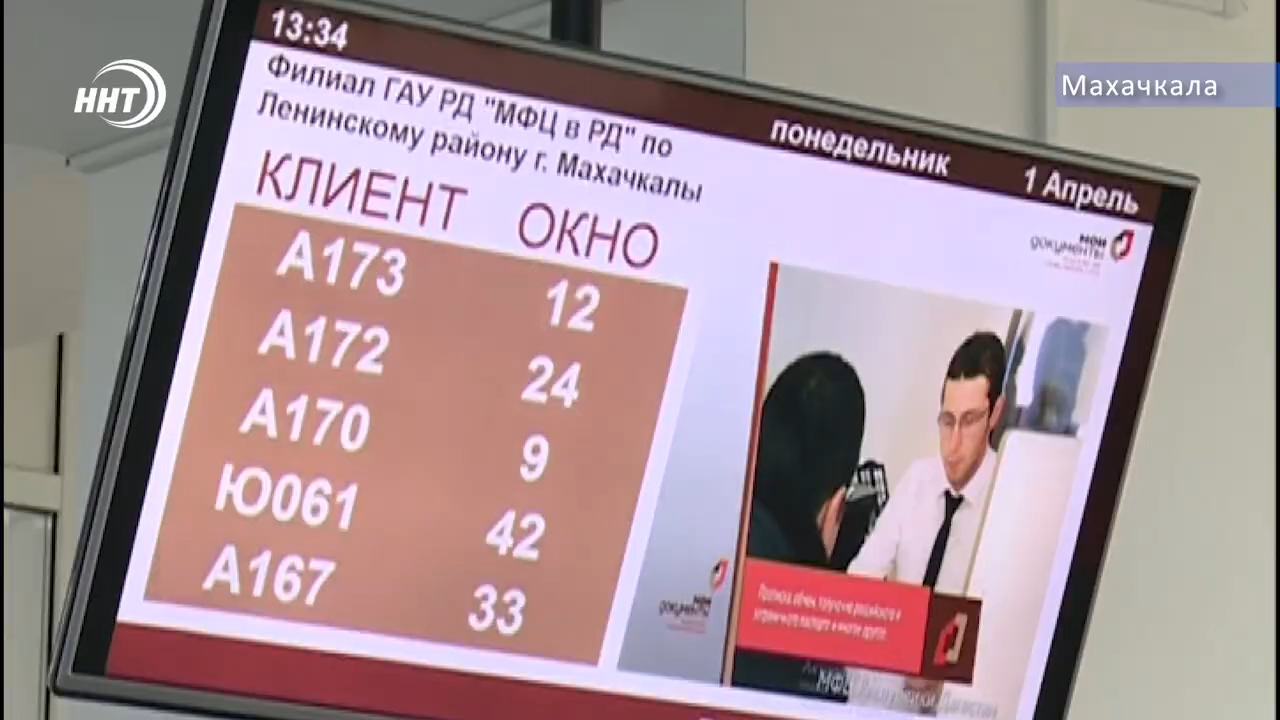 ННТ
Махачкала
13:34
понедельник
1 Апрель
Филиал ГАУ РД "МФЦ в РД" по
Ленинскому району г. Махачкалы
КЛИЕНТ ОКНО
А173 12
А172 24
А170 9
Ю061 42
А167 33
мои
документы
мои
документы